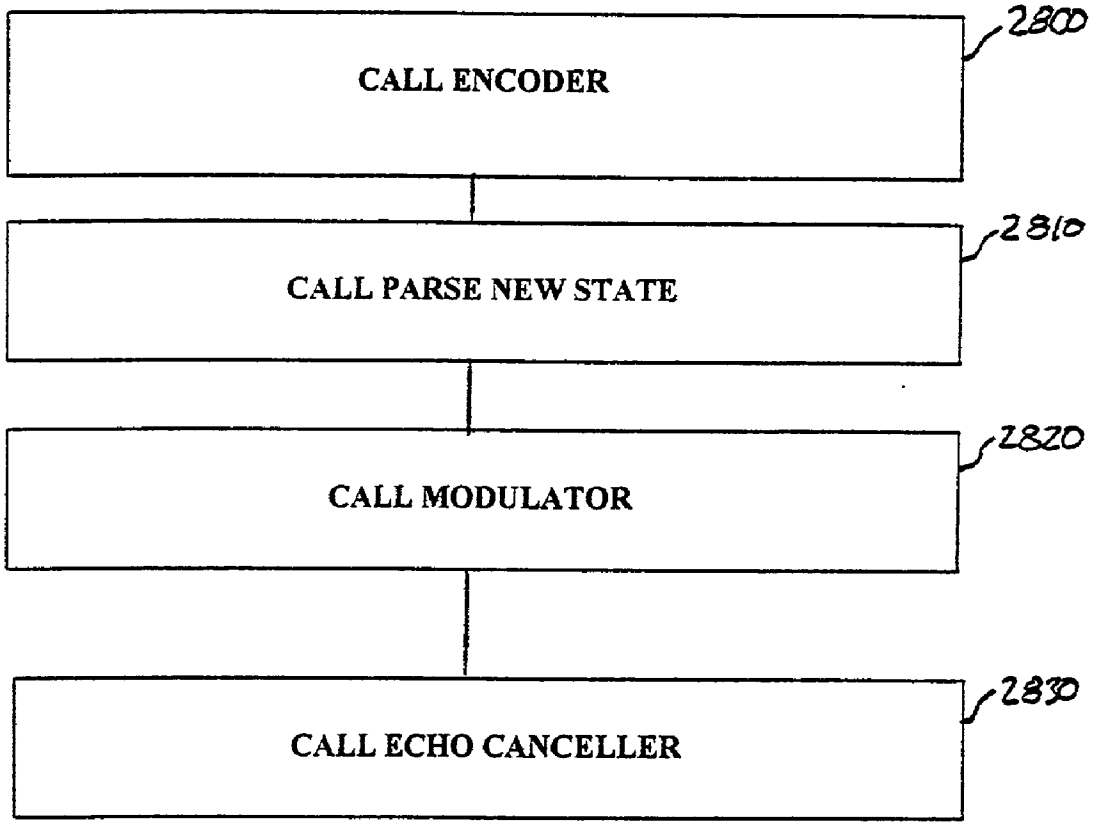 2800
CALL ENCODER
2810
CALL PARSE NEW STATE
2820
CALL MODULATOR
2830
CALL ECHO CANCELLER